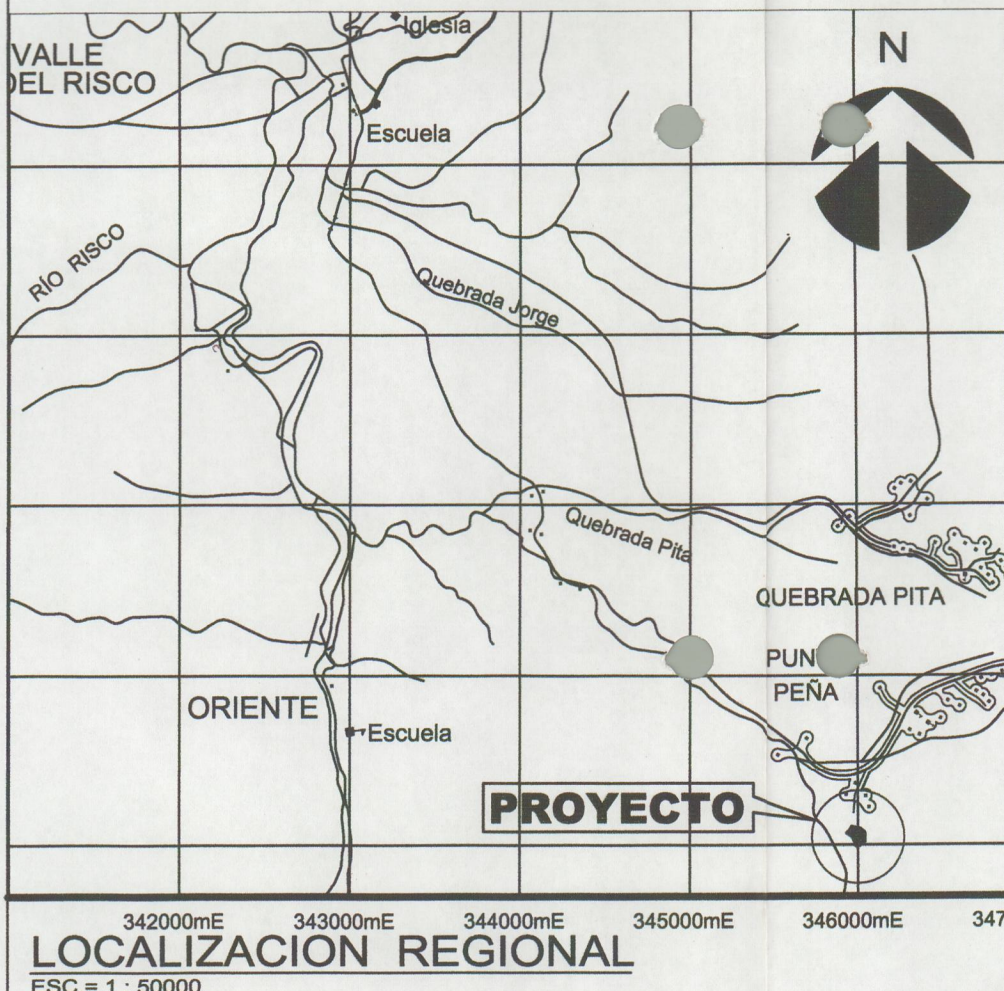 Iglesia
N
VALLE
DEL RISCO
Escuela
RÍO RISCO
Quebrada Jorge
Quebrada Pita
QUEBRADA PITA
PUN
PEÑA
ORIENTE
Escuela
PROYECTO
342000mE 343000mE 344000mE 345000mE 346000mE 347
LOCALIZACION REGIONAL
ESC = 1 : 50000